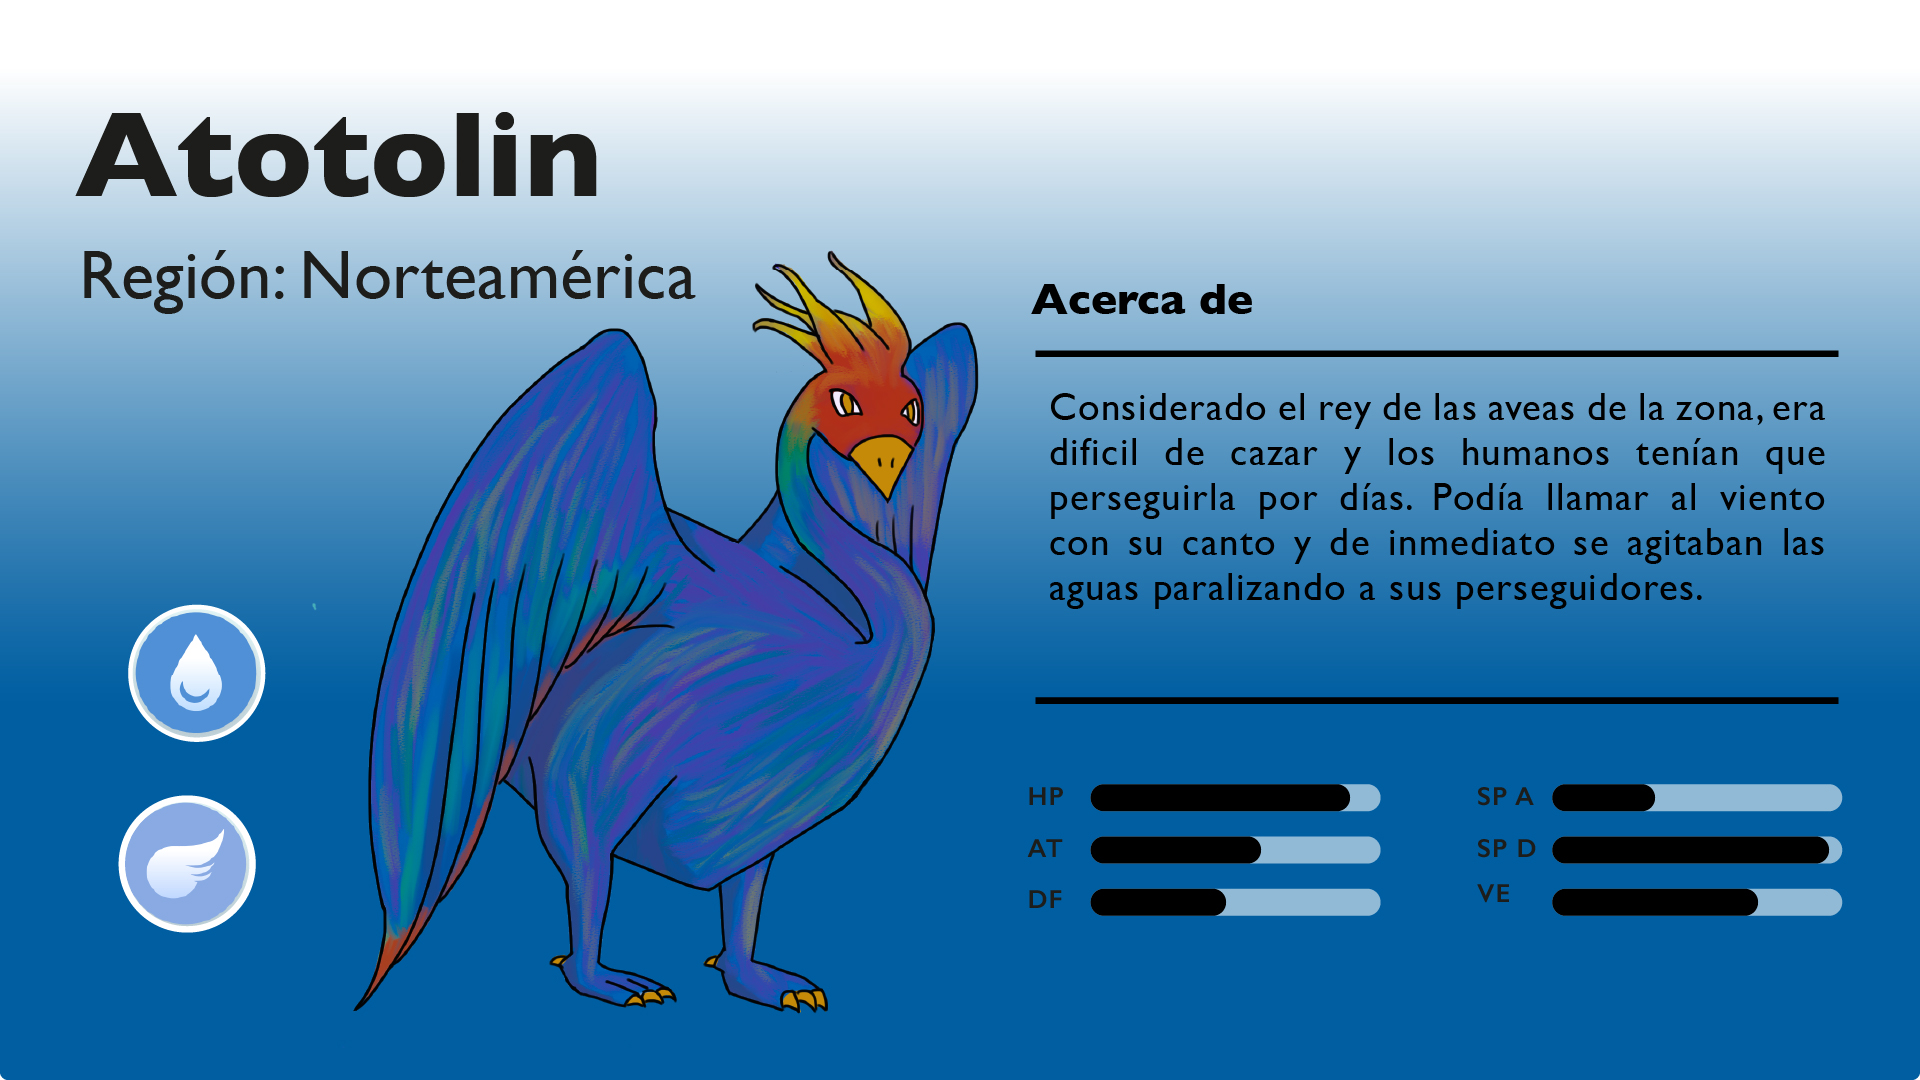 Atotolin
Región: Norteamérica
Acerca de
Considerado el rey de las aveas de la zona, era
dificil de cazar y los humanos tenían que
perseguirla por días. Podía llamar al viento
con su canto y de inmediato se agitaban las
aguas paralizando a sus perseguidores.
HP
AT
DF
SP A
SP D
VE